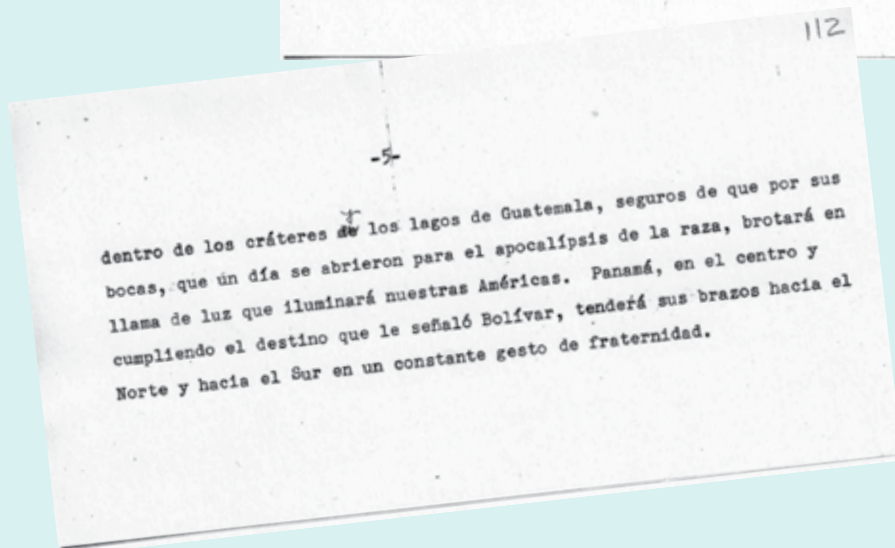 112
-5-
dentro de los cráteres de y los lagos de Guatemala, seguros de que por sus
bocas, que un día se abrieron para el apocalípsis de la raza, brotará en
llama de luz que iluminará nuestras Américas. Panamá, en el centro y
cumpliendo el destino que le señaló Bolívar, tenderá sus brazos hacia el
Norte y hacia el Sur en un constante gesto de fraternidad.